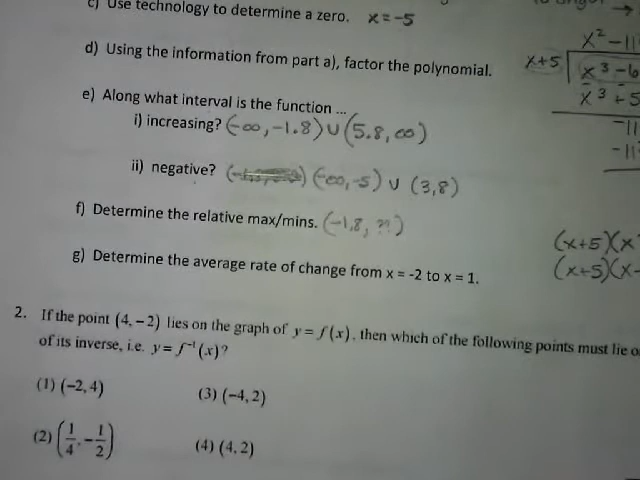 c) Use technology to determine a zero. x = -5
d) Using the information from part a), factor the polynomial.
x² - 11
x+5 x³ - 6
x³ + 5
-11
-11
e) Along what interval is the function ...
i) increasing? (-∞, -1.8) ∪ (5.8, ∞)
ii) negative? (-∞, -5) ∪ (3,8)
f) Determine the relative max/mins. (-1.8, ??)
(x+5)(x
(x+5)(x-
g) Determine the average rate of change from x = -2 to x = 1.
2. If the point (4, -2) lies on the graph of y = f(x), then which of the following points must lie o
of its inverse, i.e. y = f⁻¹(x)?
(1) (-2, 4) (3) (-4, 2)
(2) (1/4, -1/2) (4) (4, 2)